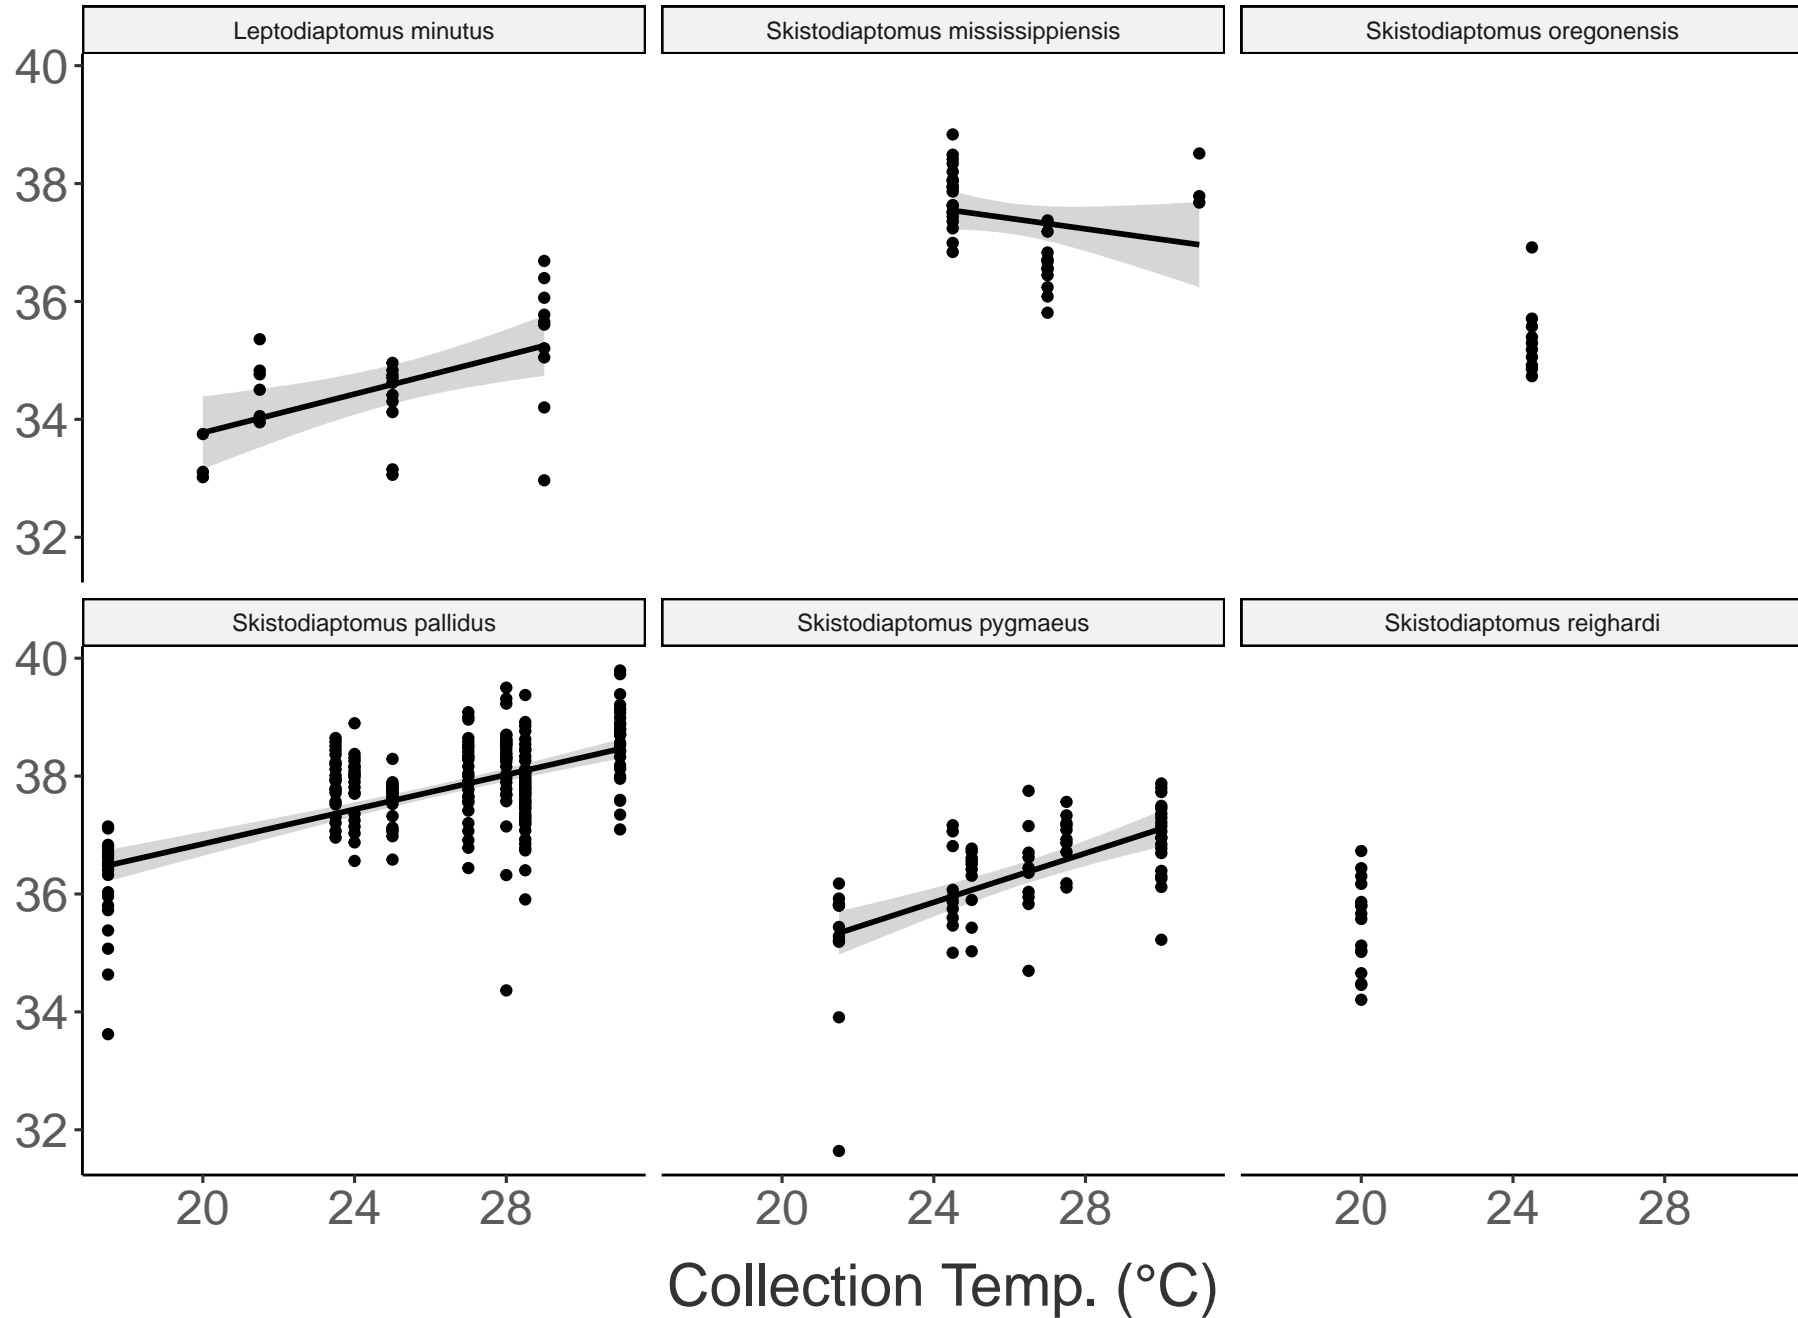 Leptodiaptomus minutus
Skistodiaptomus mississippiensis
Skistodiaptomus oregonensis
40
38
36
34
32
Skistodiaptomus pallidus
Skistodiaptomus pygmaeus
Skistodiaptomus reighardi
40
38
36
34
32
20 24 28
20 24 28
20 24 28
Collection Temp. (°C)